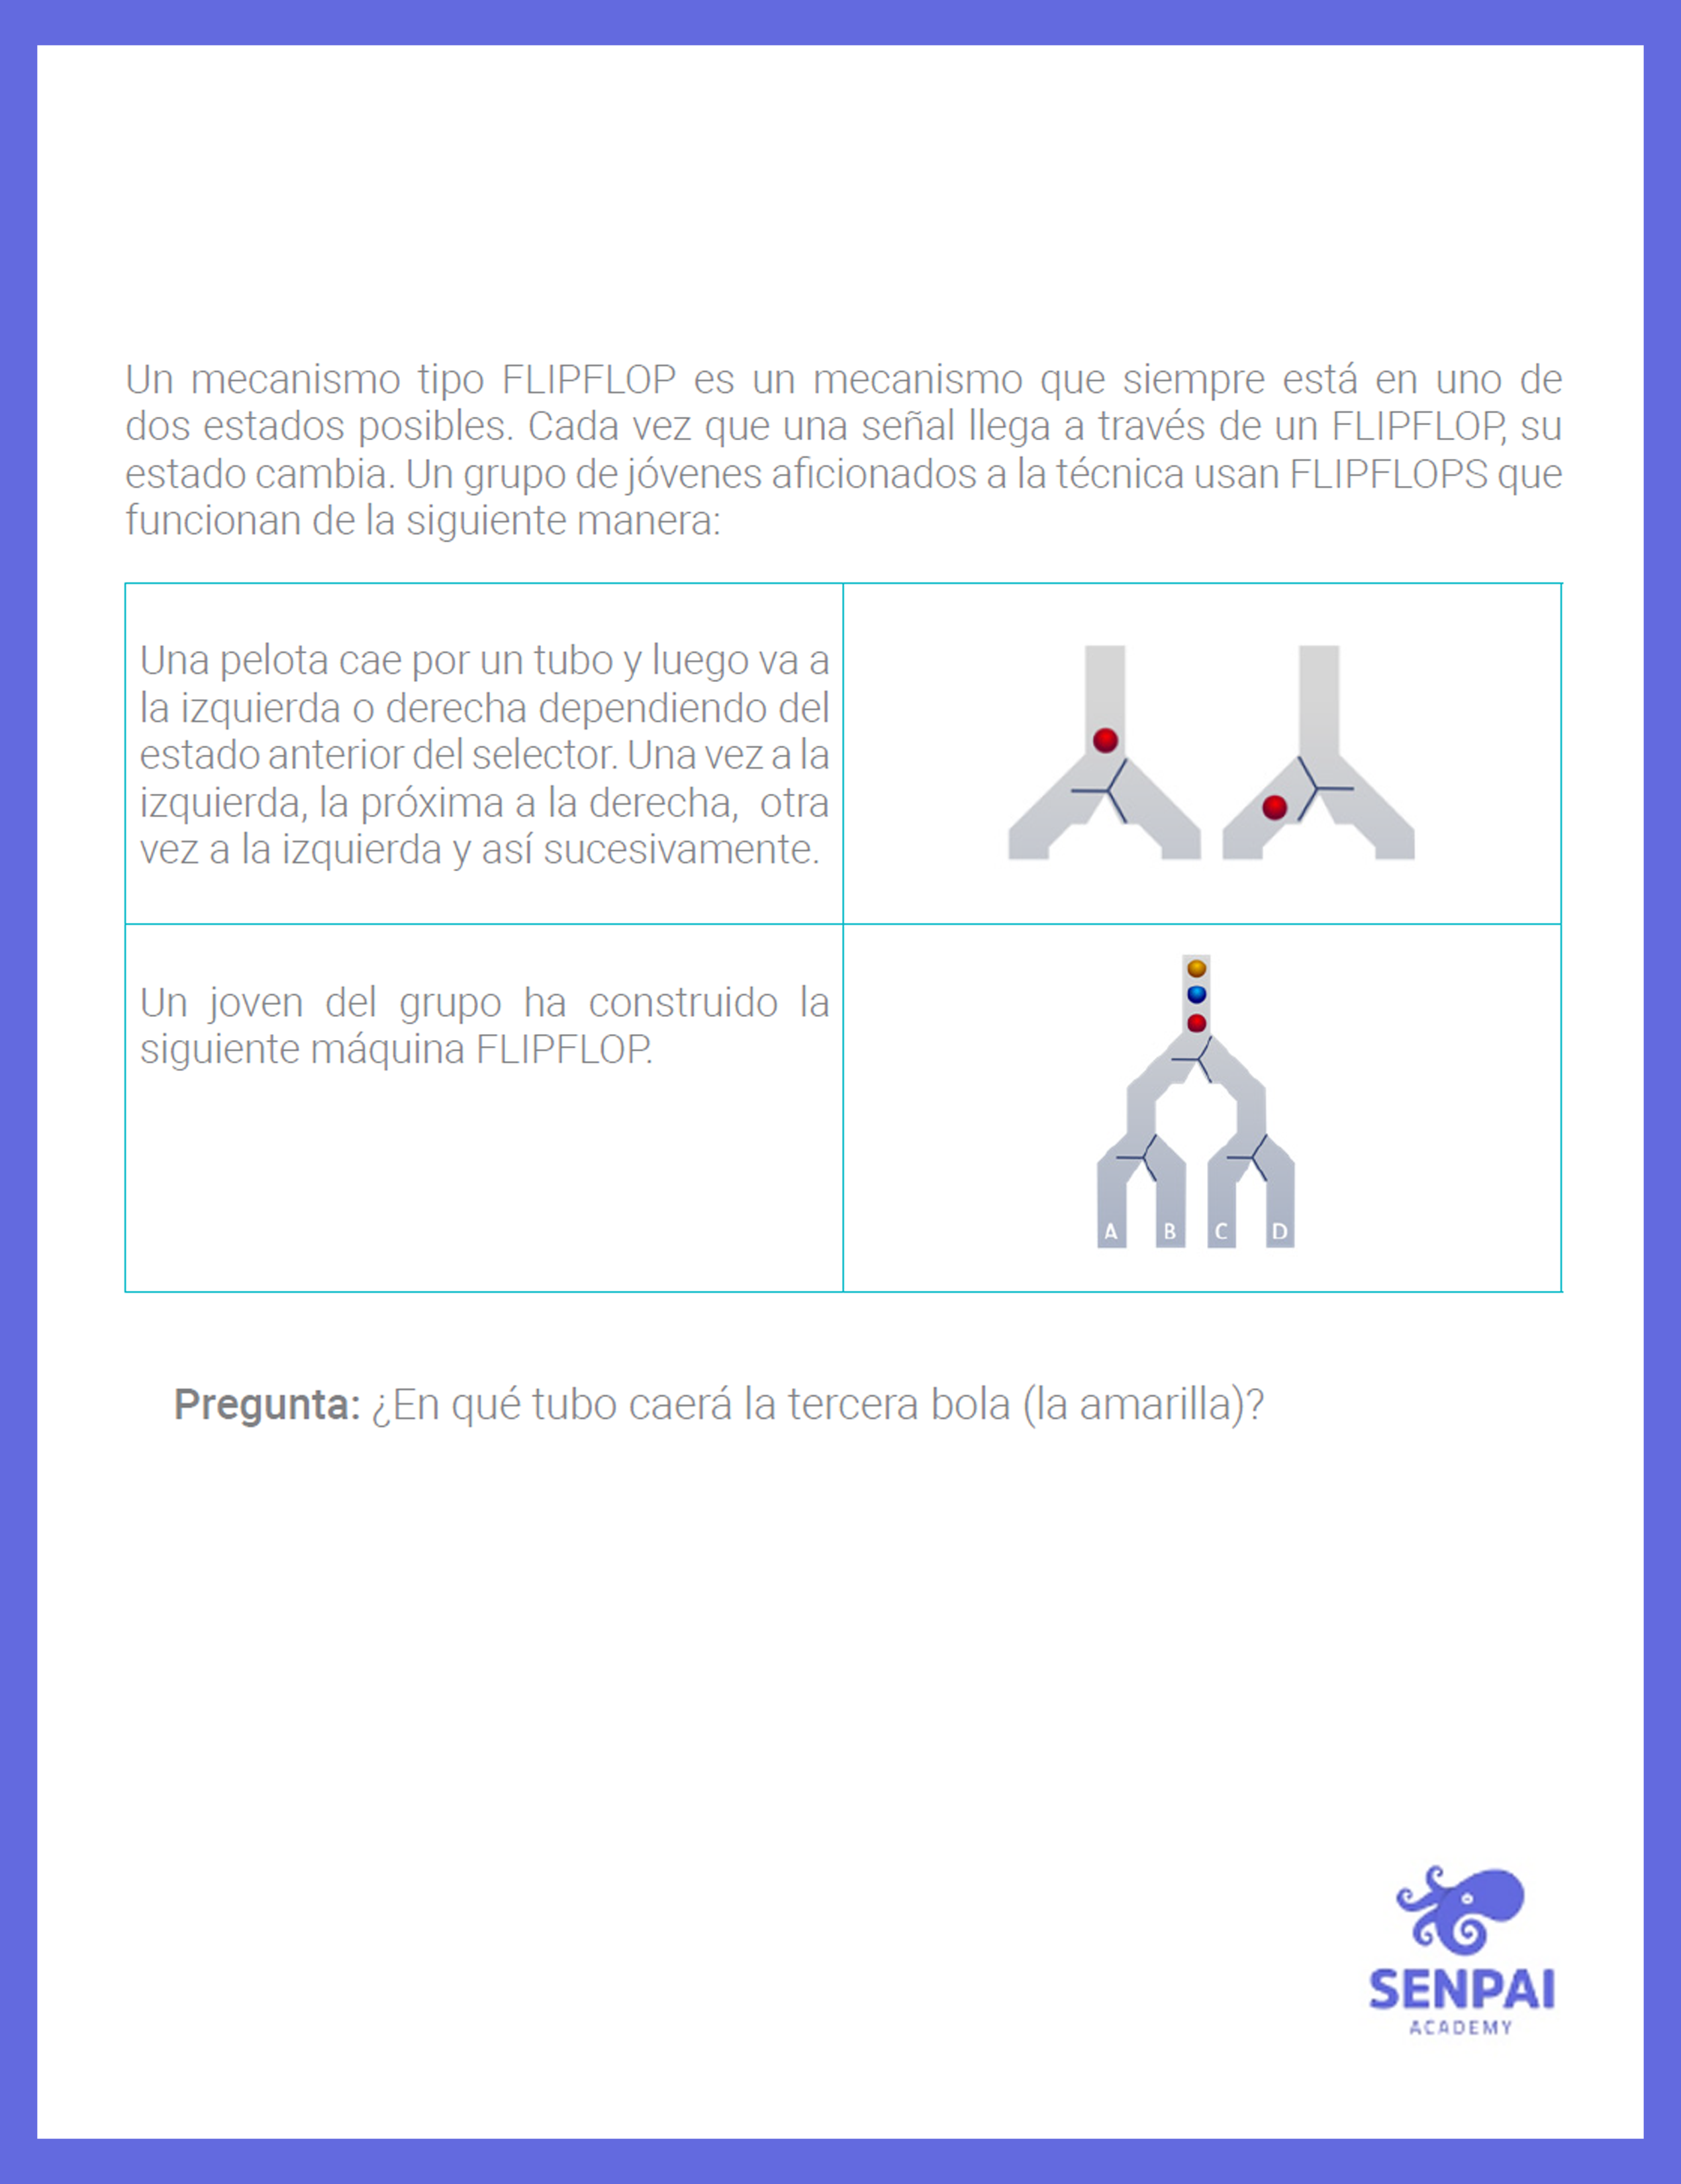 Un mecanismo tipo FLIPFLOP es un mecanismo que siempre está en uno de
dos estados posibles. Cada vez que una señal llega a través de un FLIPFLOP, su
estado cambia. Un grupo de jóvenes aficionados a la técnica usan FLIPFLOPS que
funcionan de la siguiente manera:
Una pelota cae por un tubo y luego va a
la izquierda o derecha dependiendo del
estado anterior del selector. Una vez a la
izquierda, la próxima a la derecha, otra
vez a la izquierda y así sucesivamente.
Un joven del grupo ha construido la
siguiente máquina FLIPFLOP.
A B C D
Pregunta: ¿En qué tubo caerá la tercera bola (la amarilla)?
SENPAI
ACADEMY